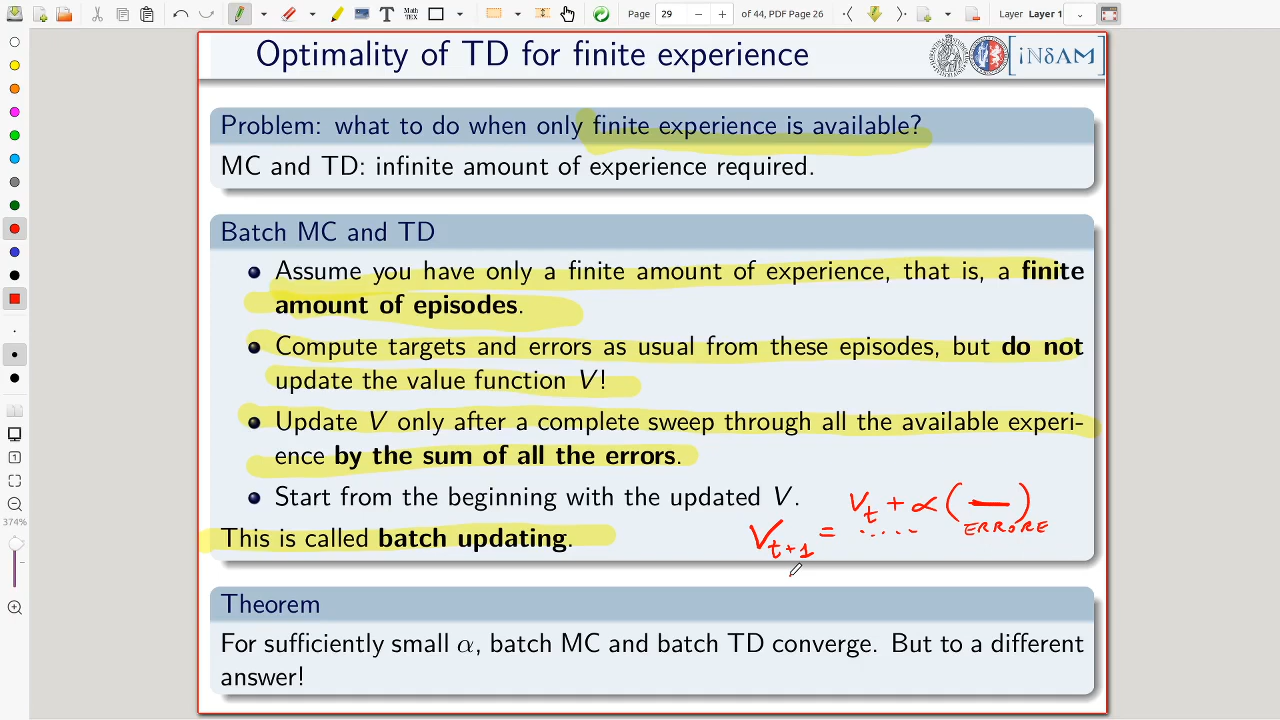 Page 29 of 44, PDF Page 26 Layer Layer 1
Optimality of TD for finite experience
[iNδAM]
Problem: what to do when only finite experience is available?
MC and TD: infinite amount of experience required.
Batch MC and TD
Assume you have only a finite amount of experience, that is, a finite
amount of episodes.
Compute targets and errors as usual from these episodes, but do not
update the value function V!
Update V only after a complete sweep through all the available experi-
ence by the sum of all the errors.
Start from the beginning with the updated V.
This is called batch updating.
V_{t+1} = V_t + α ( — )
.....
ERRORE
Theorem
For sufficiently small α, batch MC and batch TD converge. But to a different
answer!
T
Math
TEX
1
374%